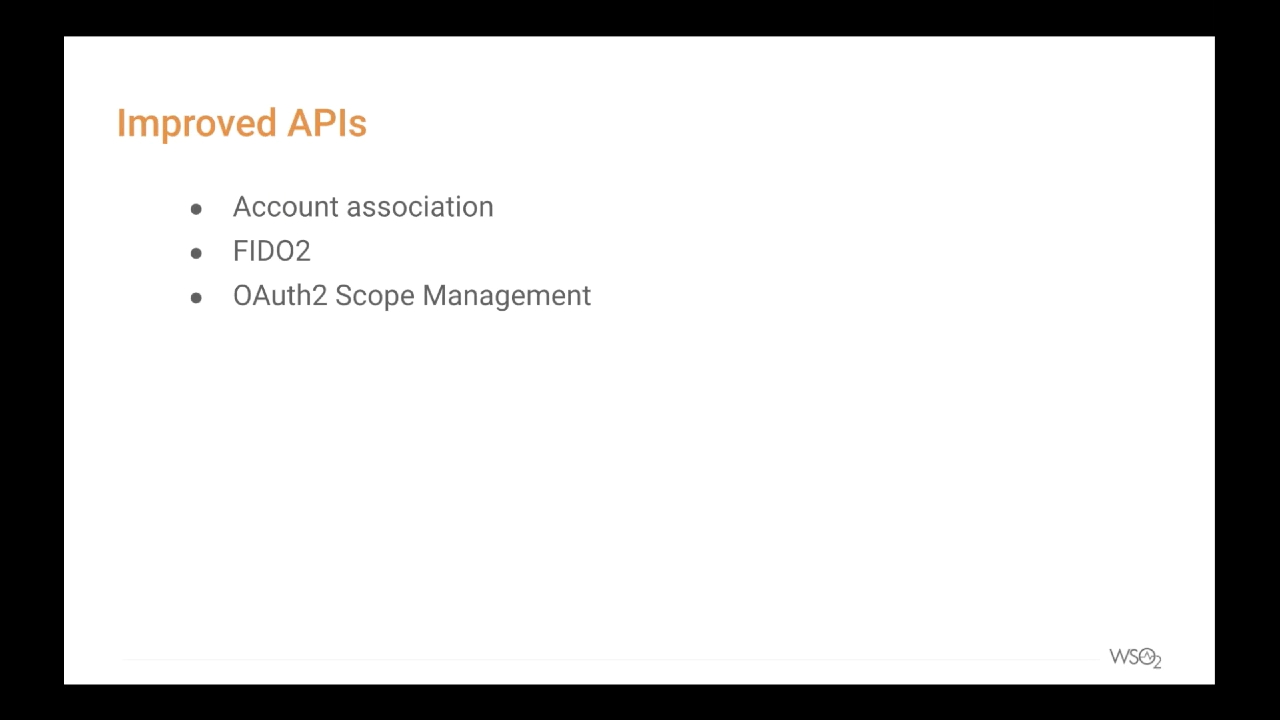 Improved APIs
● Account association
● FIDO2
● OAuth2 Scope Management
WSO2